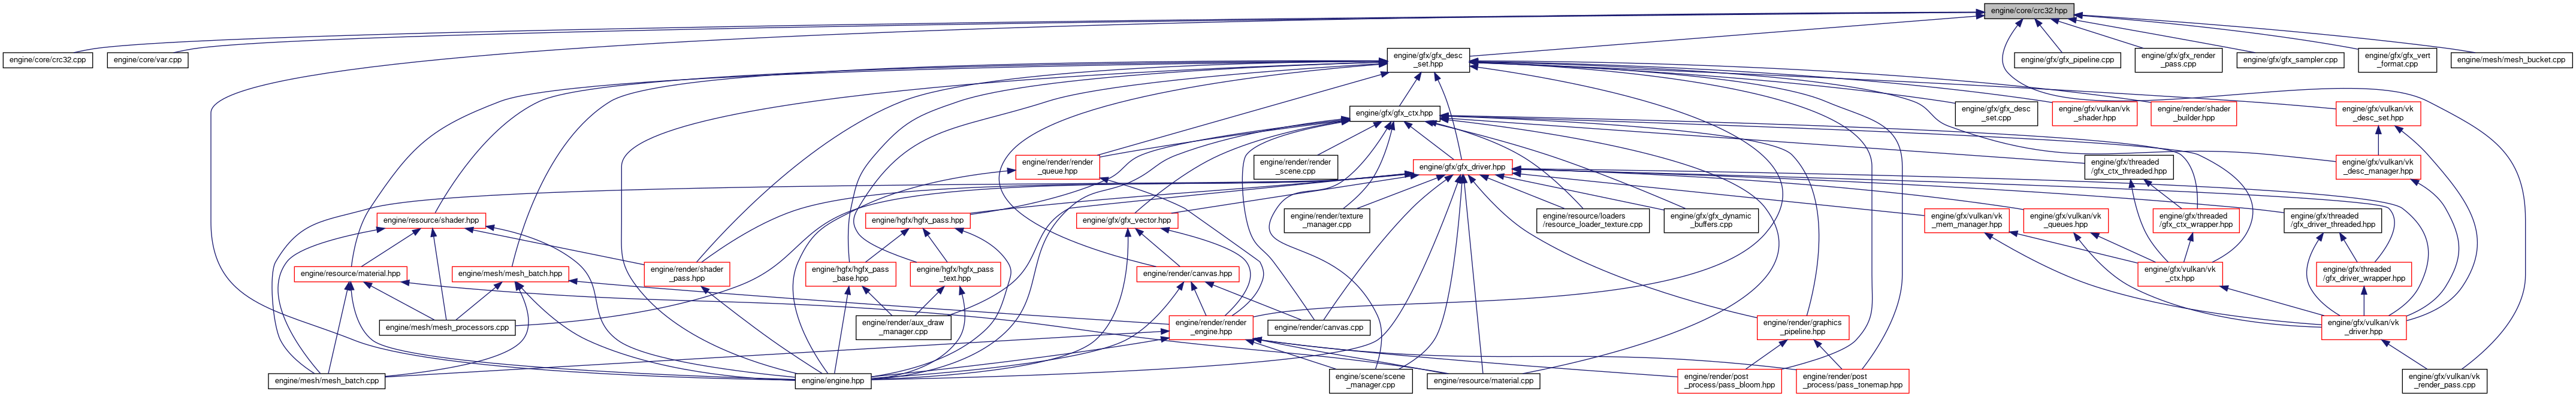 engine/core/crc32.hpp
engine/core/crc32.cpp
engine/core/var.cpp
engine/gfx/gfx_desc
_set.hpp
engine/gfx/gfx_pipeline.cpp
engine/gfx/gfx_render
_pass.cpp
engine/gfx/gfx_sampler.cpp
engine/gfx/gfx_vert
_format.cpp
engine/mesh/mesh_bucket.cpp
engine/gfx/gfx_ctx.hpp
engine/gfx/gfx_desc
_set.cpp
engine/gfx/vulkan/vk
_shader.hpp
engine/render/shader
_builder.hpp
engine/gfx/vulkan/vk
_desc_set.hpp
engine/render/render
_queue.hpp
engine/render/render
_scene.cpp
engine/gfx/gfx_driver.hpp
engine/gfx/threaded
/gfx_ctx_threaded.hpp
engine/gfx/vulkan/vk
_desc_manager.hpp
engine/resource/shader.hpp
engine/hgfx/hgfx_pass.hpp
engine/gfx/gfx_vector.hpp
engine/render/texture
_manager.cpp
engine/resource/loaders
/resource_loader_texture.cpp
engine/gfx/gfx_dynamic
_buffers.cpp
engine/gfx/vulkan/vk
_mem_manager.hpp
engine/gfx/vulkan/vk
_queues.hpp
engine/gfx/threaded
/gfx_ctx_wrapper.hpp
engine/gfx/threaded
/gfx_driver_threaded.hpp
engine/resource/material.hpp
engine/mesh/mesh_batch.hpp
engine/render/shader
_pass.hpp
engine/hgfx/hgfx_pass
_base.hpp
engine/hgfx/hgfx_pass
_text.hpp
engine/render/canvas.hpp
engine/gfx/vulkan/vk
_ctx.hpp
engine/gfx/threaded
/gfx_driver_wrapper.hpp
engine/mesh/mesh_processors.cpp
engine/render/aux_draw
_manager.cpp
engine/render/render
_engine.hpp
engine/render/canvas.cpp
engine/render/graphics
_pipeline.hpp
engine/gfx/vulkan/vk
_driver.hpp
engine/mesh/mesh_batch.cpp
engine/engine.hpp
engine/scene/scene
_manager.cpp
engine/resource/material.cpp
engine/render/post
_process/pass_bloom.hpp
engine/render/post
_process/pass_tonemap.hpp
engine/gfx/vulkan/vk
_render_pass.cpp